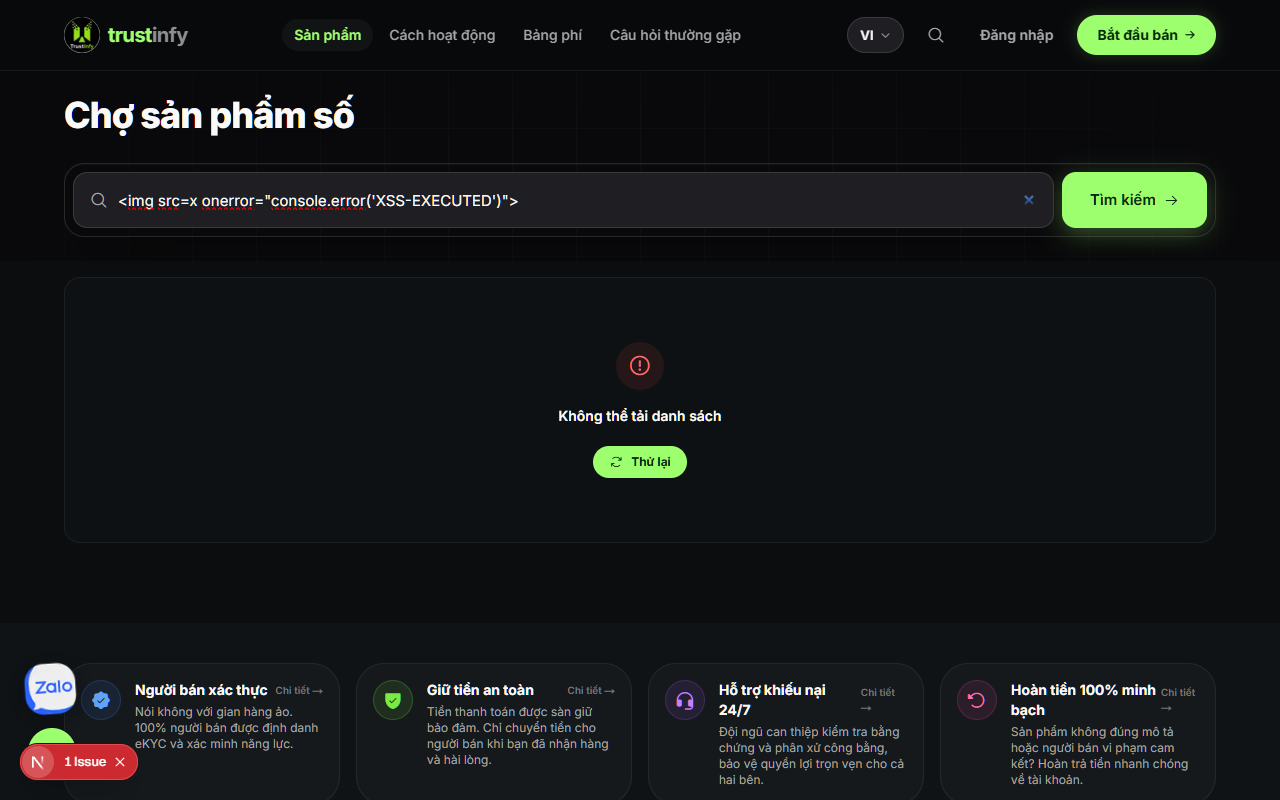 TrustInfy
trustinfy
Sản phẩm
Cách hoạt động
Bảng phí
Câu hỏi thường gặp
VI
Đăng nhập
Bắt đầu bán →
Chợ sản phẩm số
<img src=x onerror="console.error('XSS-EXECUTED')">
Tìm kiếm →
Không thể tải danh sách
Thử lại
Người bán xác thực
Chi tiết →
Nói không với gian hàng ảo.
100% người bán được định danh
eKYC và xác minh năng lực.
Giữ tiền an toàn
Chi tiết →
Tiền thanh toán được sàn giữ
bảo đảm. Chỉ chuyển tiền cho
người bán khi bạn đã nhận hàng
và hài lòng.
Hỗ trợ khiếu nại
24/7
Chi tiết
→
Đội ngũ can thiệp kiểm tra bằng
chứng và phân xử công bằng,
bảo vệ quyền lợi trọn vẹn cho cả
hai bên.
Hoàn tiền 100% minh
bạch
Chi tiết
→
Sản phẩm không đúng mô tả
hoặc người bán vi phạm cam
kết? Hoàn trả tiền nhanh chóng
về tài khoản.
Zalo
N
1 Issue